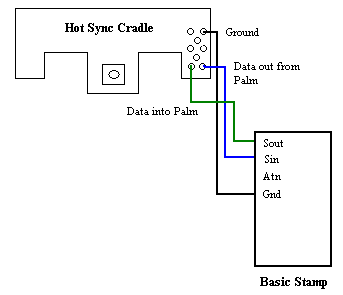 Hot Sync Cradle
Ground
Data out from
Palm
Data into Palm
Sout
Sin
Atn
Gnd
Basic Stamp